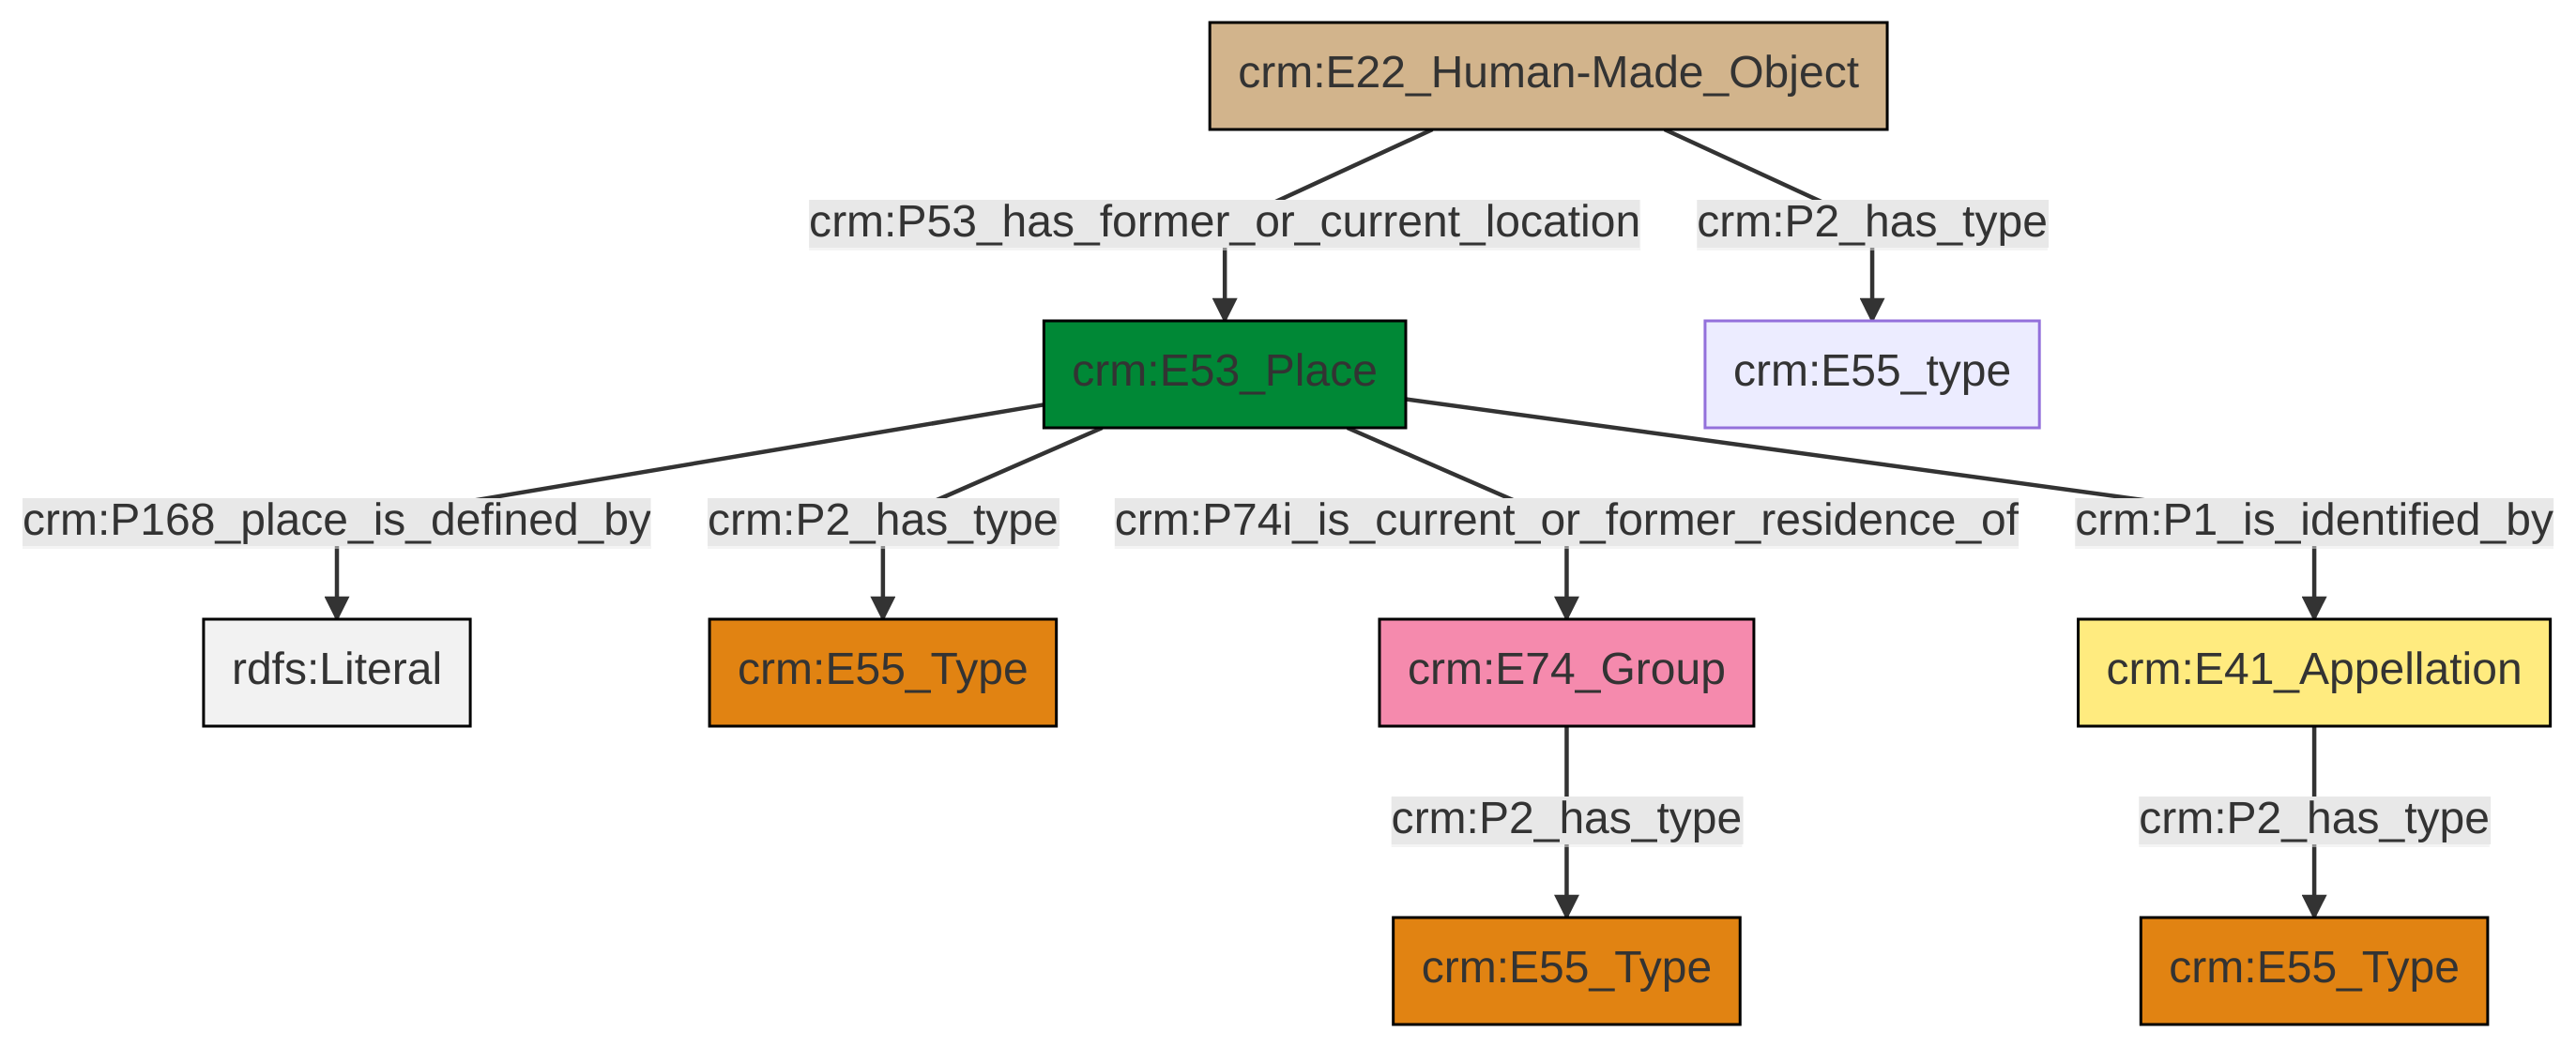 crm:E22_Human-Made_Object
crm:P53_has_former_or_current_location
crm:P2_has_type
crm:E53_Place
crm:E55_type
crm:P168_place_is_defined_by
crm:P2_has_type
crm:P74i_is_current_or_former_residence_of
crm:P1_is_identified_by
rdfs:Literal
crm:E55_Type
crm:E74_Group
crm:E41_Appellation
crm:P2_has_type
crm:P2_has_type
crm:E55_Type
crm:E55_Type